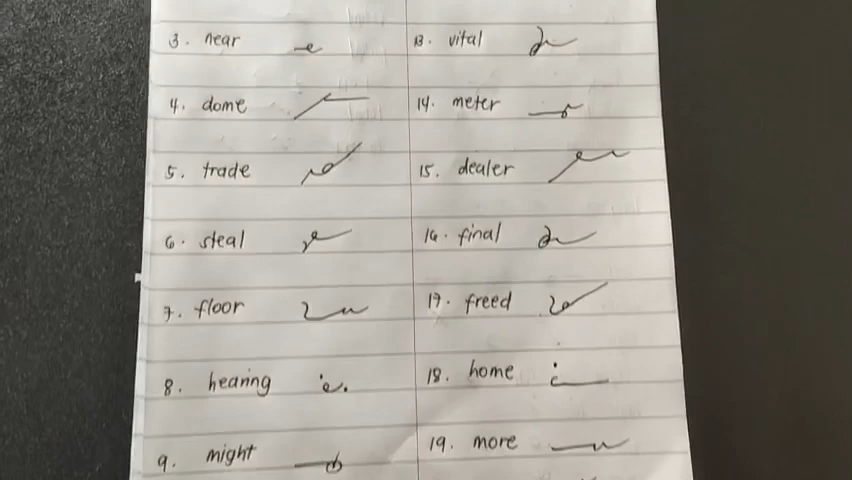 3. near
4. dome
5. trade
6. steal
7. floor
8. hearing
9. might
13. vital
14. meter
15. dealer
16. final
17. freed
18. home
19. more